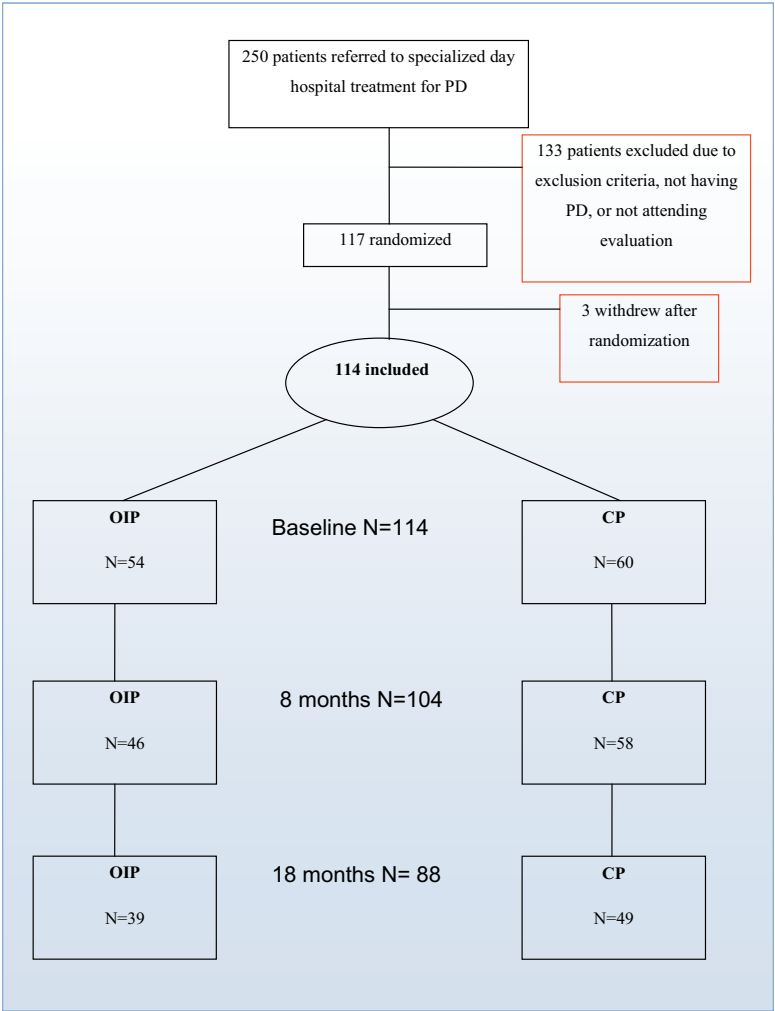 250 patients referred to specialized day
hospital treatment for PD
133 patients excluded due to
exclusion criteria, not having
PD, or not attending
evaluation
117 randomized
3 withdrew after
randomization
114 included
OIP
N=54
Baseline N=114
CP
N=60
OIP
N=46
8 months N=104
CP
N=58
OIP
N=39
18 months N= 88
CP
N=49